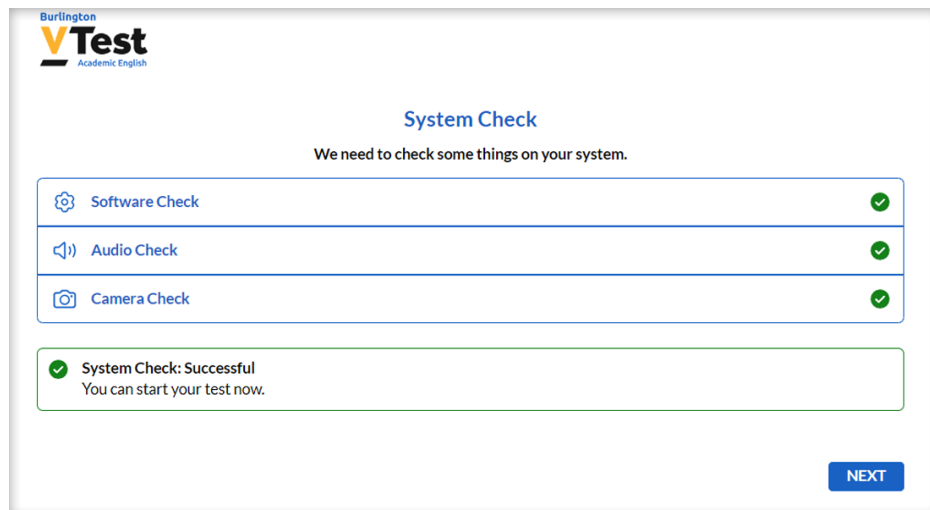 Burlington
VTest
Academic English
System Check
We need to check some things on your system.
Software Check
Audio Check
Camera Check
System Check: Successful
You can start your test now.
NEXT